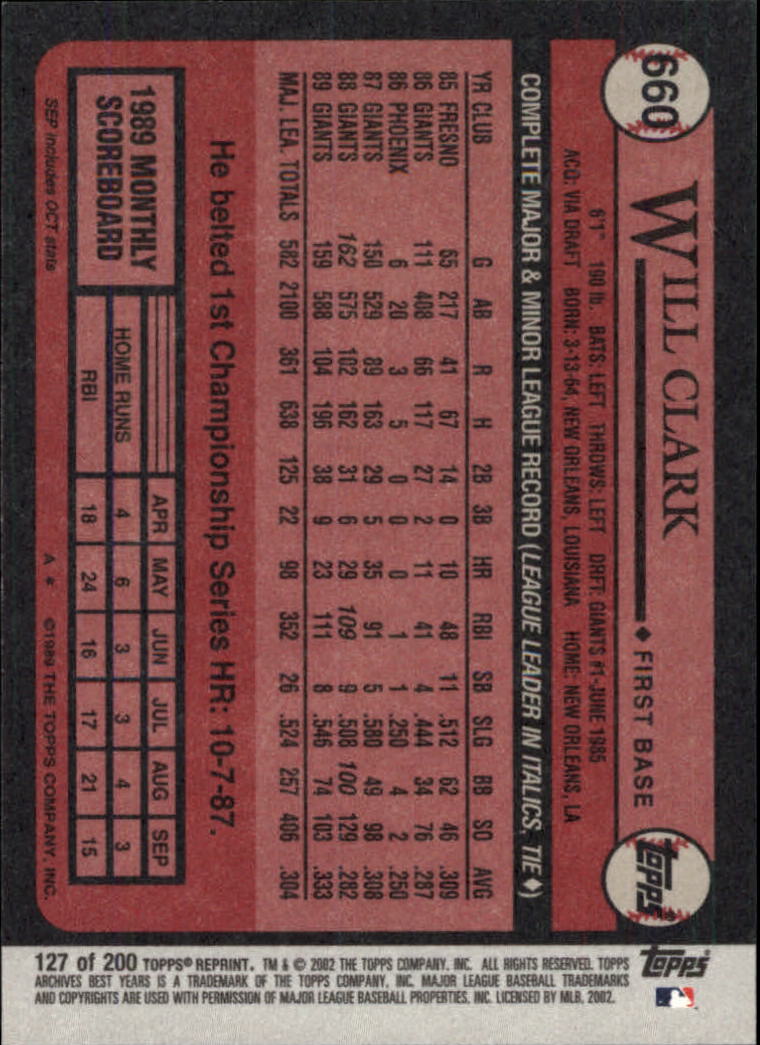 660
WILL CLARK
◆ FIRST BASE
topps
6'1" 190 lb. BATS: LEFT THROWS: LEFT DRFT: GIANTS #1-JUNE 1985
ACQ: VIA DRAFT BORN: 3-13-64, NEW ORLEANS, LOUISIANA HOME: NEW ORLEANS, LA
COMPLETE MAJOR & MINOR LEAGUE RECORD (LEAGUE LEADER IN ITALICS, TIE ◆)
YR CLUB G AB R H 2B 3B HR RBI SB SLG BB SO AVG
85 FRESNO 65 217 41 67 14 0 10 48 11 .512 62 46 .309
86 GIANTS 111 408 66 117 27 2 11 41 4 .444 34 76 .287
86 PHOENIX 6 20 3 5 0 0 0 1 1 .250 4 2 .250
87 GIANTS 150 529 89 163 29 5 35 91 5 .580 49 98 .308
88 GIANTS 162 575 102 162 31 6 29 109 9 .508 100 129 .282
89 GIANTS 159 588 104 196 38 9 23 111 8 .546 74 103 .333
MAJ. LEA. TOTALS 582 2100 361 638 125 22 98 352 26 .524 257 406 .304
He belted 1st Championship Series HR: 10-7-87.
1989 MONTHLY SCOREBOARD
APR MAY JUN JUL AUG SEP
HOME RUNS 4 6 3 3 4 3
RBI 18 24 16 17 21 15
SEP includes OCT stats
A * ©1989 THE TOPPS COMPANY, INC.
127 of 200 TOPPS® REPRINT. TM & © 2002 THE TOPPS COMPANY, INC. ALL RIGHTS RESERVED. TOPPS
ARCHIVES BEST YEARS IS A TRADEMARK OF THE TOPPS COMPANY, INC. MAJOR LEAGUE BASEBALL TRADEMARKS
AND COPYRIGHTS ARE USED WITH PERMISSION OF MAJOR LEAGUE BASEBALL PROPERTIES, INC. LICENSED BY MLB, 2002.
topps